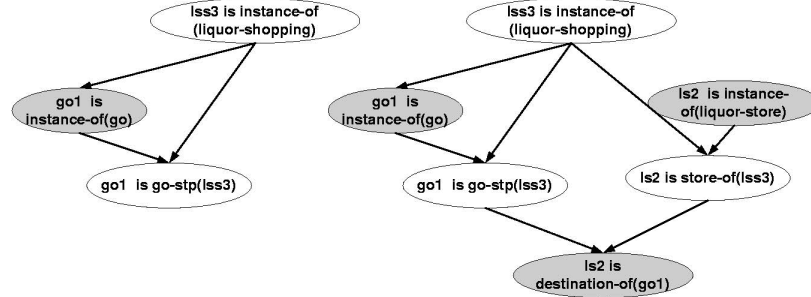 lss3 is instance-of
(liquor-shopping)
go1 is
instance-of(go)
go1 is go-stp(lss3)
lss3 is instance-of
(liquor-shopping)
go1 is
instance-of(go)
ls2 is instance-
of(liquor-store)
go1 is go-stp(lss3)
ls2 is store-of(lss3)
ls2 is
destination-of(go1)